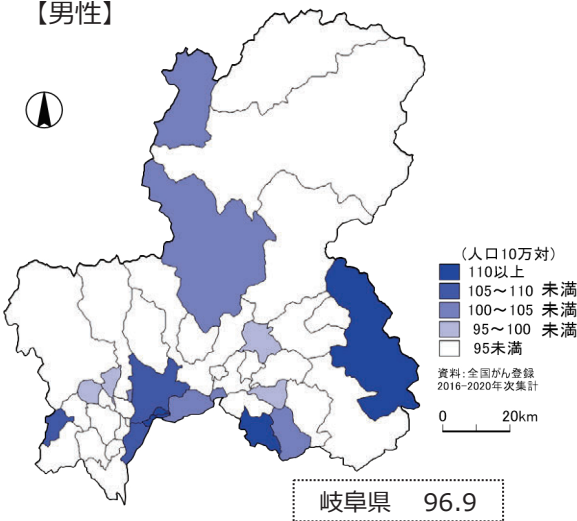 【男性】
(人口10万対)
110以上
105～110 未満
100～105 未満
95～100 未満
95未満
資料:全国がん登録
2016-2020年次集計
0 20km
岐阜県 96.9